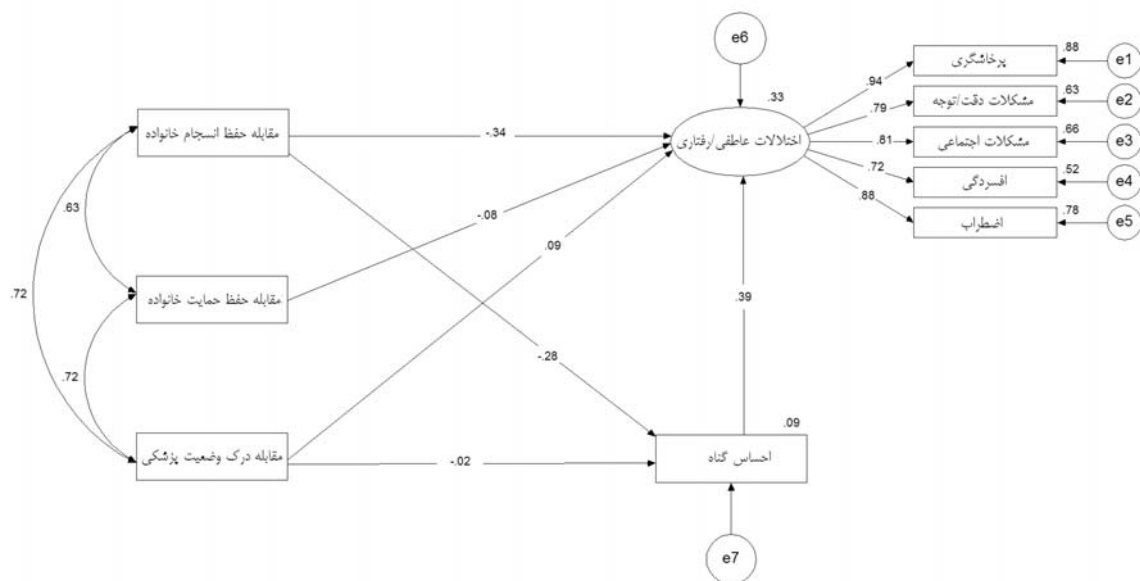 e6
.88
پرخاشگری
e1
.94
.33
.63
مشکلات دقت/توجه
e2
.79
مقابله حفظ انسجام خانواده
-.34
اختلالات عاطفی/رفتاری
.81
.66
مشکلات اجتماعی
e3
.72
.52
افسردگی
e4
.63
-.08
.88
.78
اضطراب
e5
.09
مقابله حفظ حمایت خانواده
.72
.39
-.28
.72
.09
مقابله درک وضعیت پزشکی
-.02
احساس گناه
e7